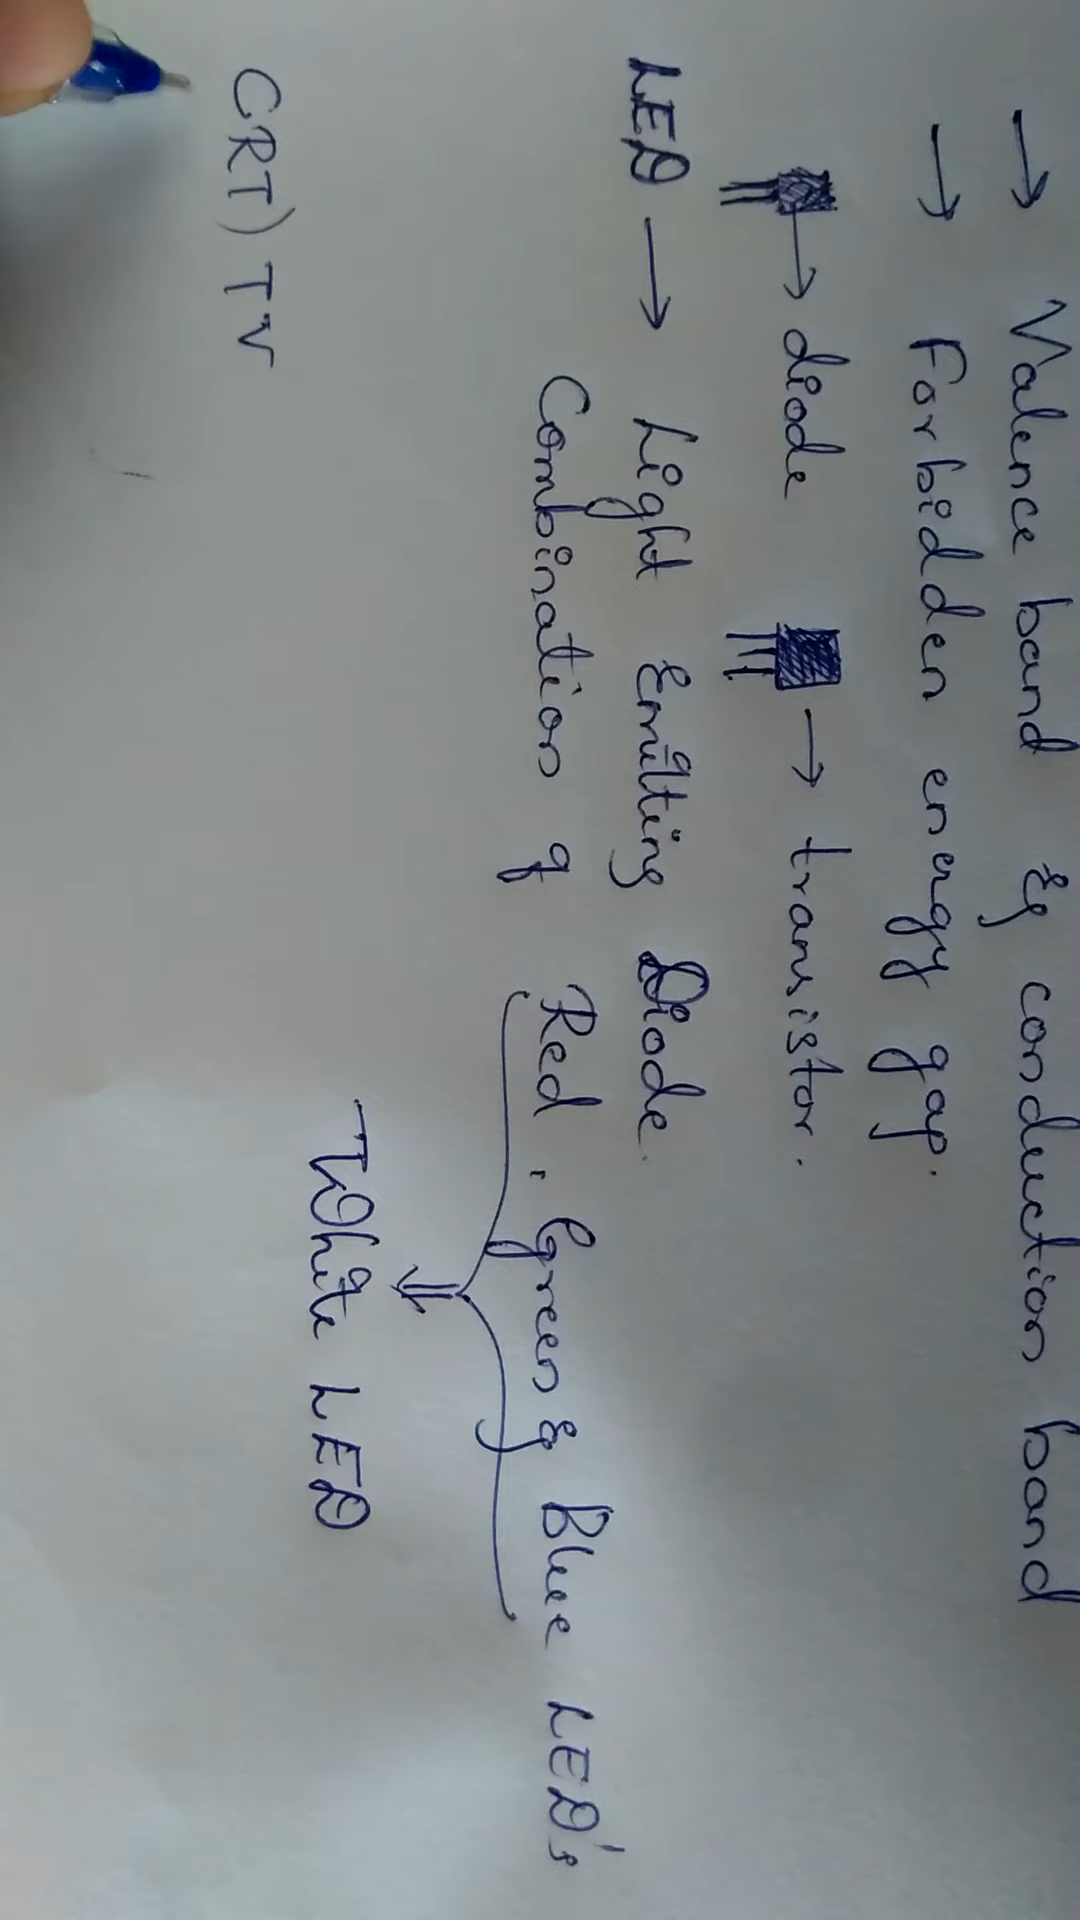 → Valence band & conduction band
→ Forbidden energy gap.
→ diode → transistor.
LED → Light Emitting Diode.
Combination of Red, Green & Blue LED's
⇓
White LED
CRT) TV